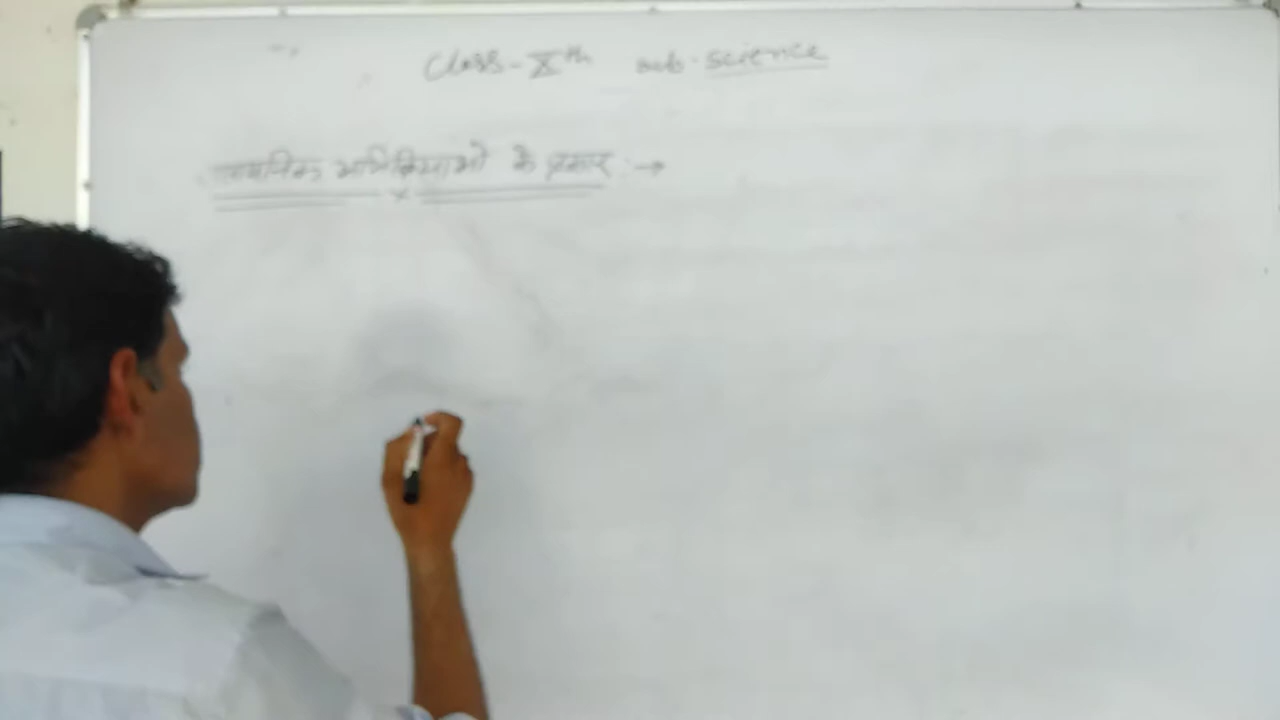 Class-Xth sub-science
रासायनिक अभिक्रियाओं के प्रकार :→